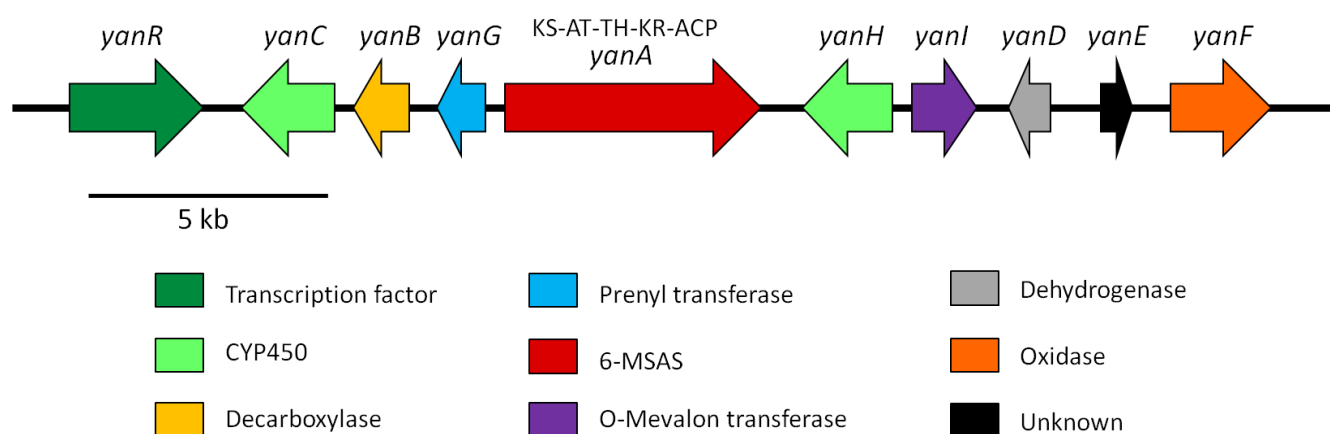 KS-AT-TH-KR-ACP
yanR yanC yanB yanG yanA yanH yanI yanD yanE yanF
5 kb
Transcription factor Prenyl transferase Dehydrogenase
CYP450 6-MSAS Oxidase
Decarboxylase O-Mevalon transferase Unknown